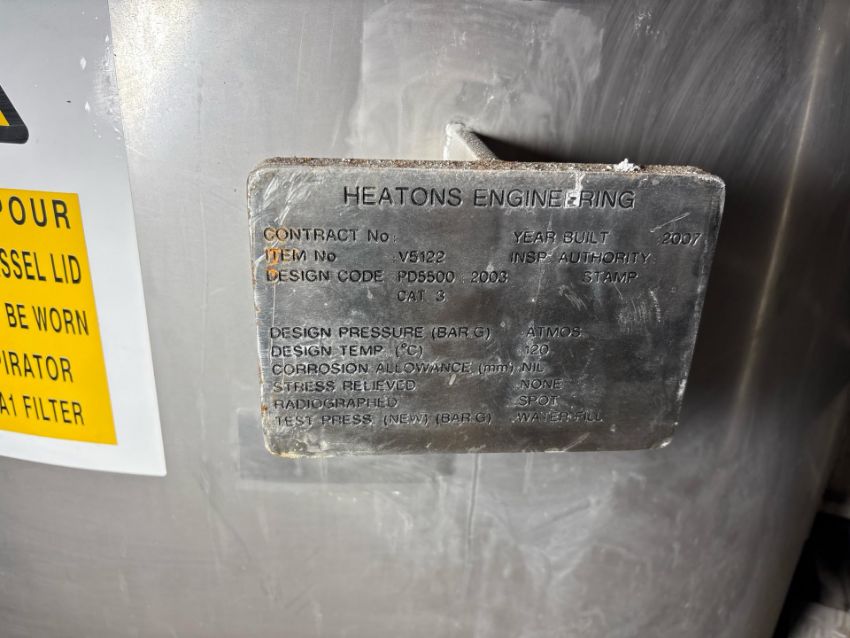 POUR
ESSEL LID
BE WORN
PIRATOR
A1 FILTER
HEATONS ENGINEERING
CONTRACT No :
YEAR BUILT :2007
ITEM No :V5122
INSP AUTHORITY:
DESIGN CODE :PD5500 : 2003
STAMP
CAT 3
DESIGN PRESSURE (BAR.G) :ATMOS
DESIGN TEMP (°C) :120
CORROSION ALLOWANCE (mm):NIL
STRESS RELIEVED :NONE
RADIOGRAPHED :SPOT
TEST PRESS. (NEW) (BAR.G) :WATER FILL